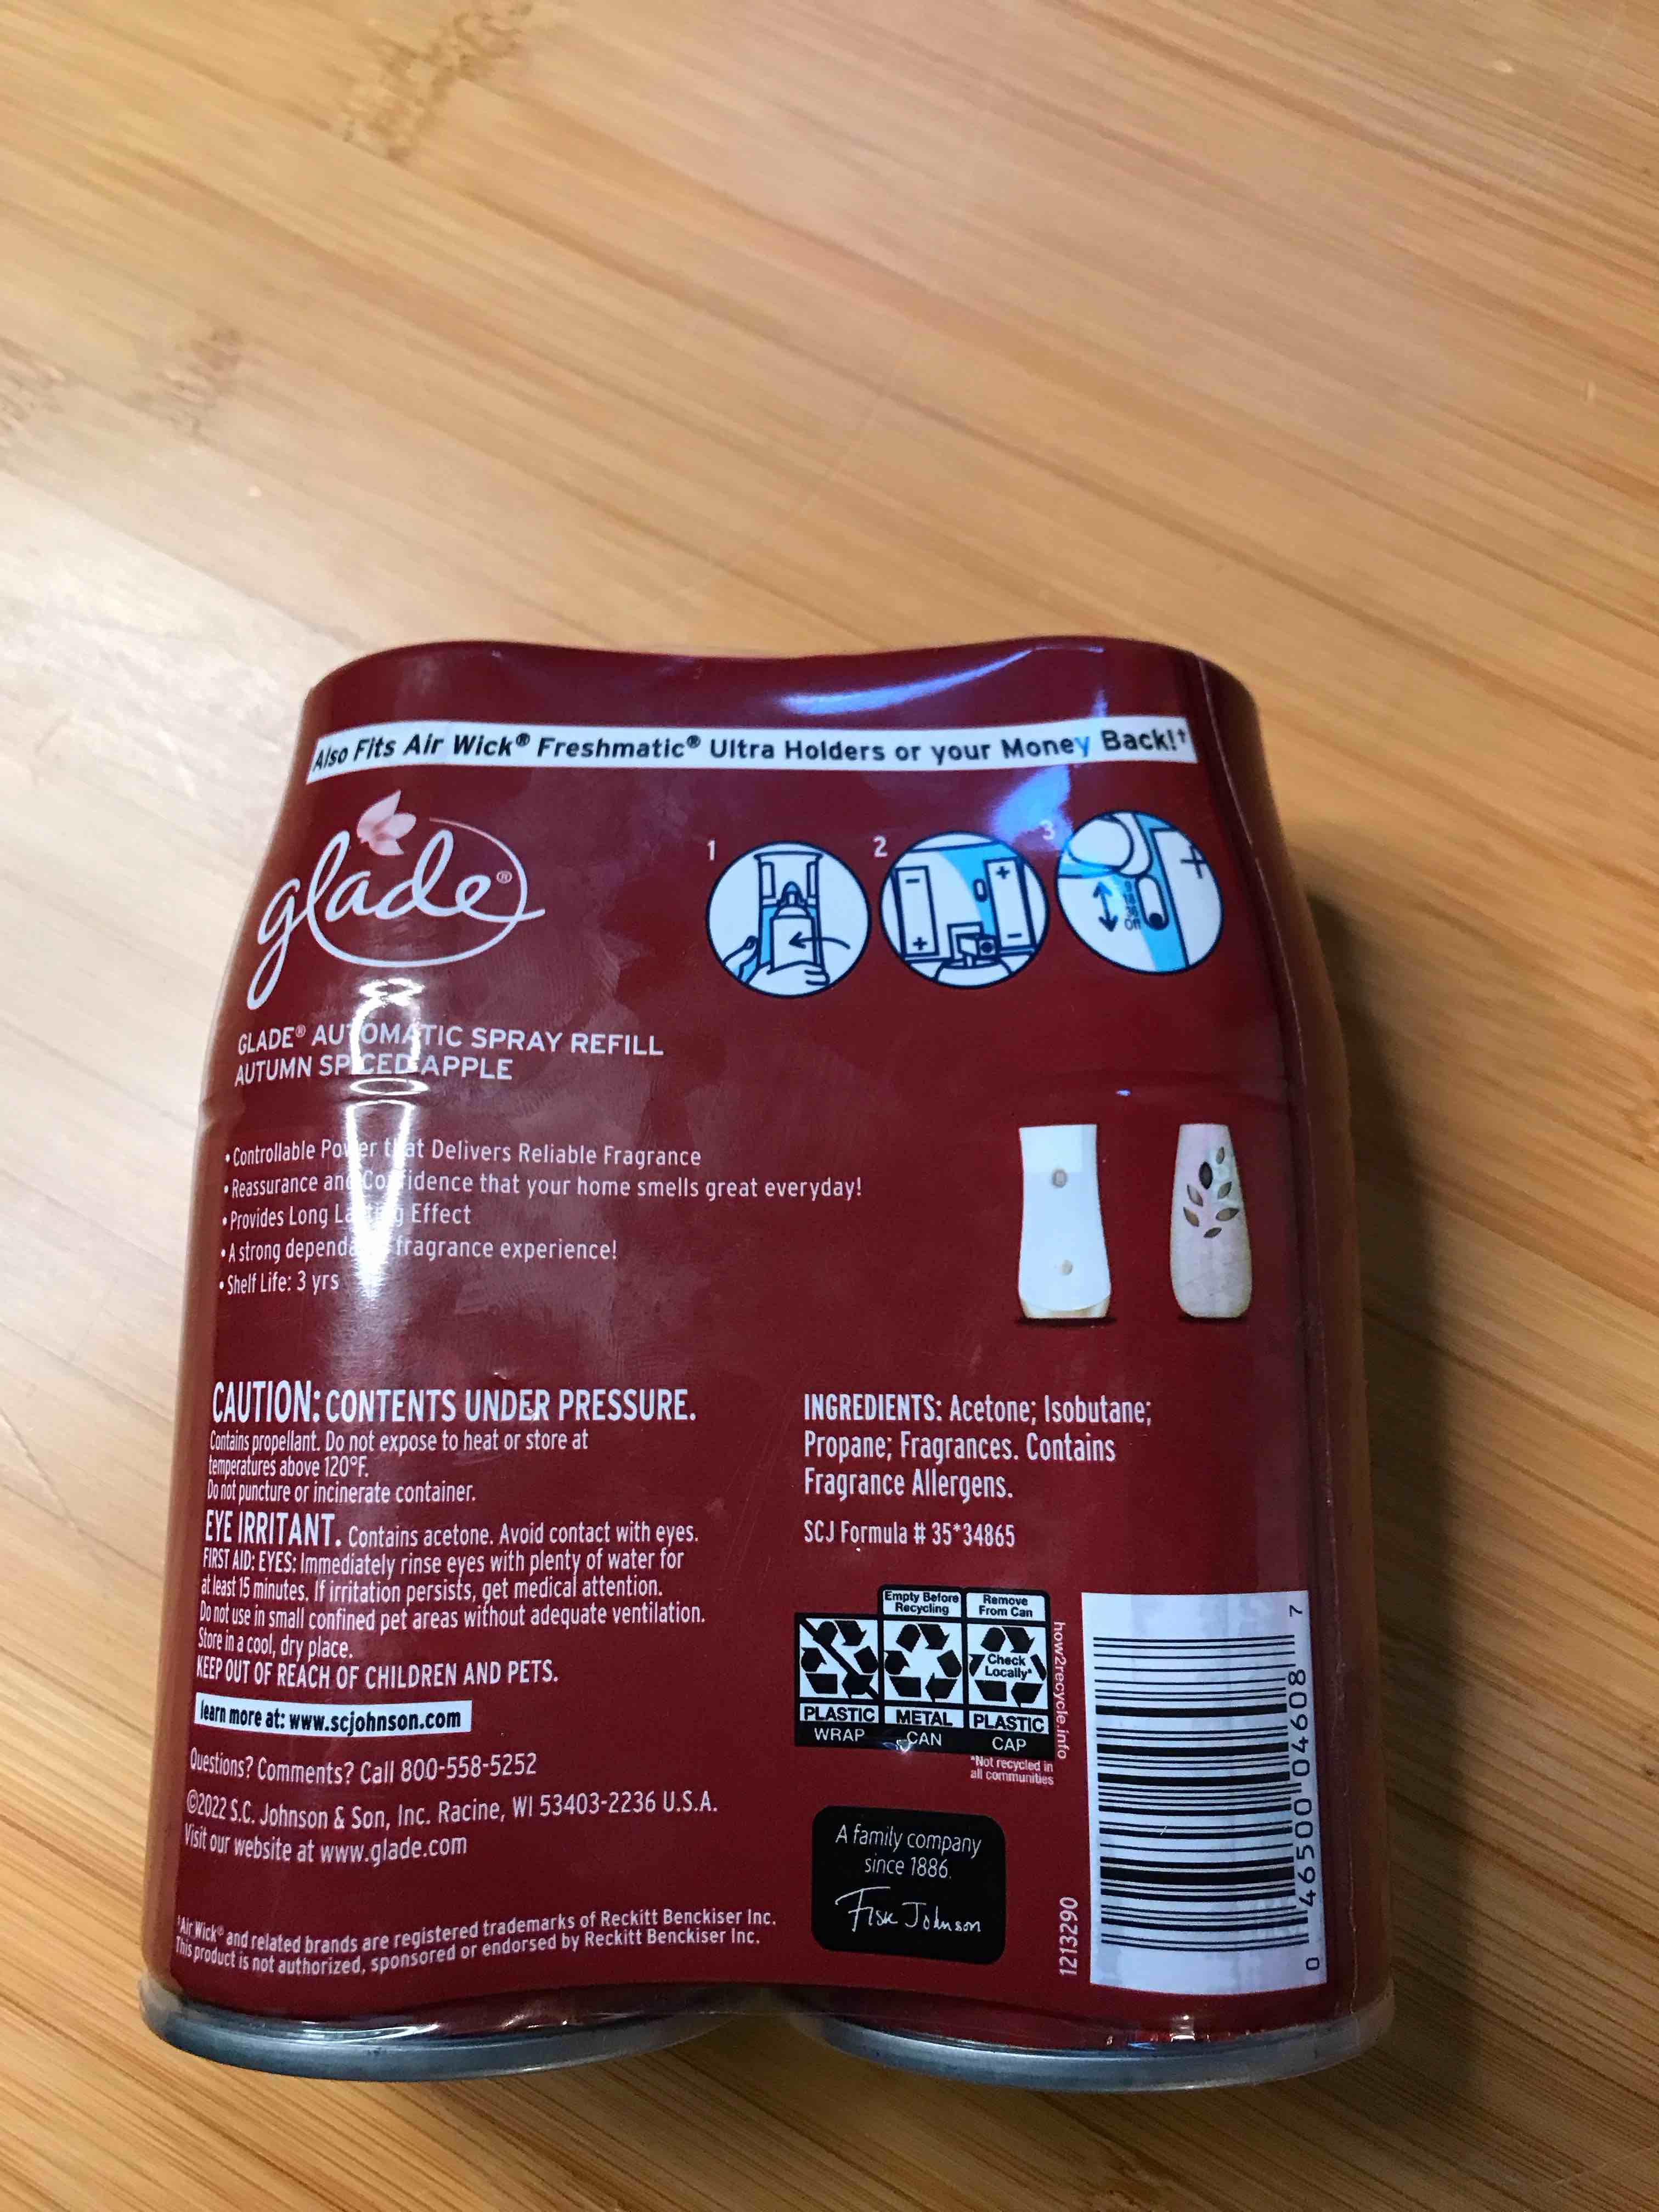 Also Fits Air Wick® Freshmatic® Ultra Holders or your Money Back!†
glade®
1
2
3
+
-
+
-
+
9
18
36
Off
GLADE® AUTOMATIC SPRAY REFILL
AUTUMN SPICED APPLE
• Controllable Power that Delivers Reliable Fragrance
• Reassurance and Confidence that your home smells great everyday!
• Provides Long Lasting Effect
• A strong dependable fragrance experience!
• Shelf Life: 3 yrs
CAUTION: CONTENTS UNDER PRESSURE.
Contains propellant. Do not expose to heat or store at
temperatures above 120°F.
Do not puncture or incinerate container.
EYE IRRITANT. Contains acetone. Avoid contact with eyes.
FIRST AID: EYES: Immediately rinse eyes with plenty of water for
at least 15 minutes. If irritation persists, get medical attention.
Do not use in small confined pet areas without adequate ventilation.
Store in a cool, dry place.
KEEP OUT OF REACH OF CHILDREN AND PETS.
learn more at: www.scjohnson.com
Questions? Comments? Call 800-558-5252
©2022 S.C. Johnson & Son, Inc. Racine, WI 53403-2236 U.S.A.
Visit our website at www.glade.com
†Air Wick® and related brands are registered trademarks of Reckitt Benckiser Inc.
This product is not authorized, sponsored or endorsed by Reckitt Benckiser Inc.
INGREDIENTS: Acetone; Isobutane;
Propane; Fragrances. Contains
Fragrance Allergens.
SCJ Formula # 35*34865
Empty Before
Recycling
Remove
From Can
Check
Locally*
PLASTIC
WRAP
METAL
CAN
PLASTIC
CAP
how2recycle.info
*Not recycled in
all communities
A family company
since 1886.
Fisk Johnson
1213290
0 46500 04608 7